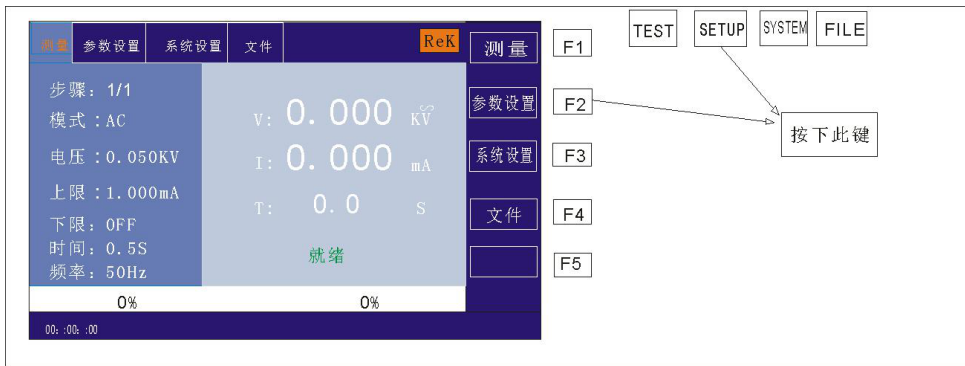 测量 参数设置 系统设置 文件 ReK
步骤：1/1
模式：AC
电压：0.050KV
上限：1.000mA
下限：OFF
时间：0.5S
频率：50Hz
V: 0.000 KV
I: 0.000 mA
T: 0.0 S
就绪
0% 0%
00: :00: :00
测量 F1
参数设置 F2
系统设置 F3
文件 F4
F5
TEST SETUP SYSTEM FILE
按下此键